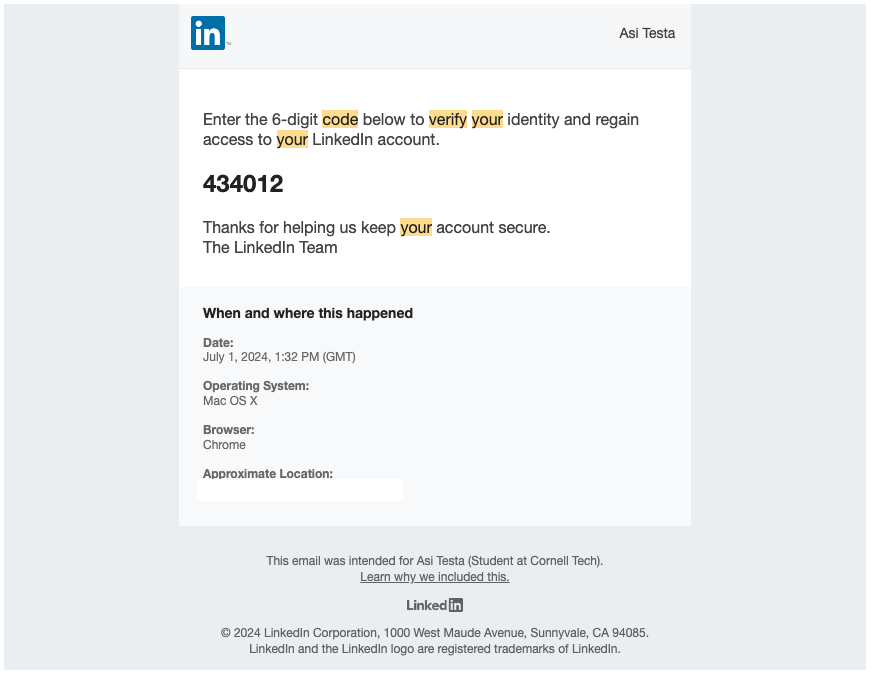 in™
Asi Testa
Enter the 6-digit code below to verify your identity and regain
access to your LinkedIn account.
434012
Thanks for helping us keep your account secure.
The LinkedIn Team
When and where this happened
Date:
July 1, 2024, 1:32 PM (GMT)
Operating System:
Mac OS X
Browser:
Chrome
Approximate Location:
This email was intended for Asi Testa (Student at Cornell Tech).
Learn why we included this.
LinkedIn
© 2024 LinkedIn Corporation, 1000 West Maude Avenue, Sunnyvale, CA 94085.
LinkedIn and the LinkedIn logo are registered trademarks of LinkedIn.